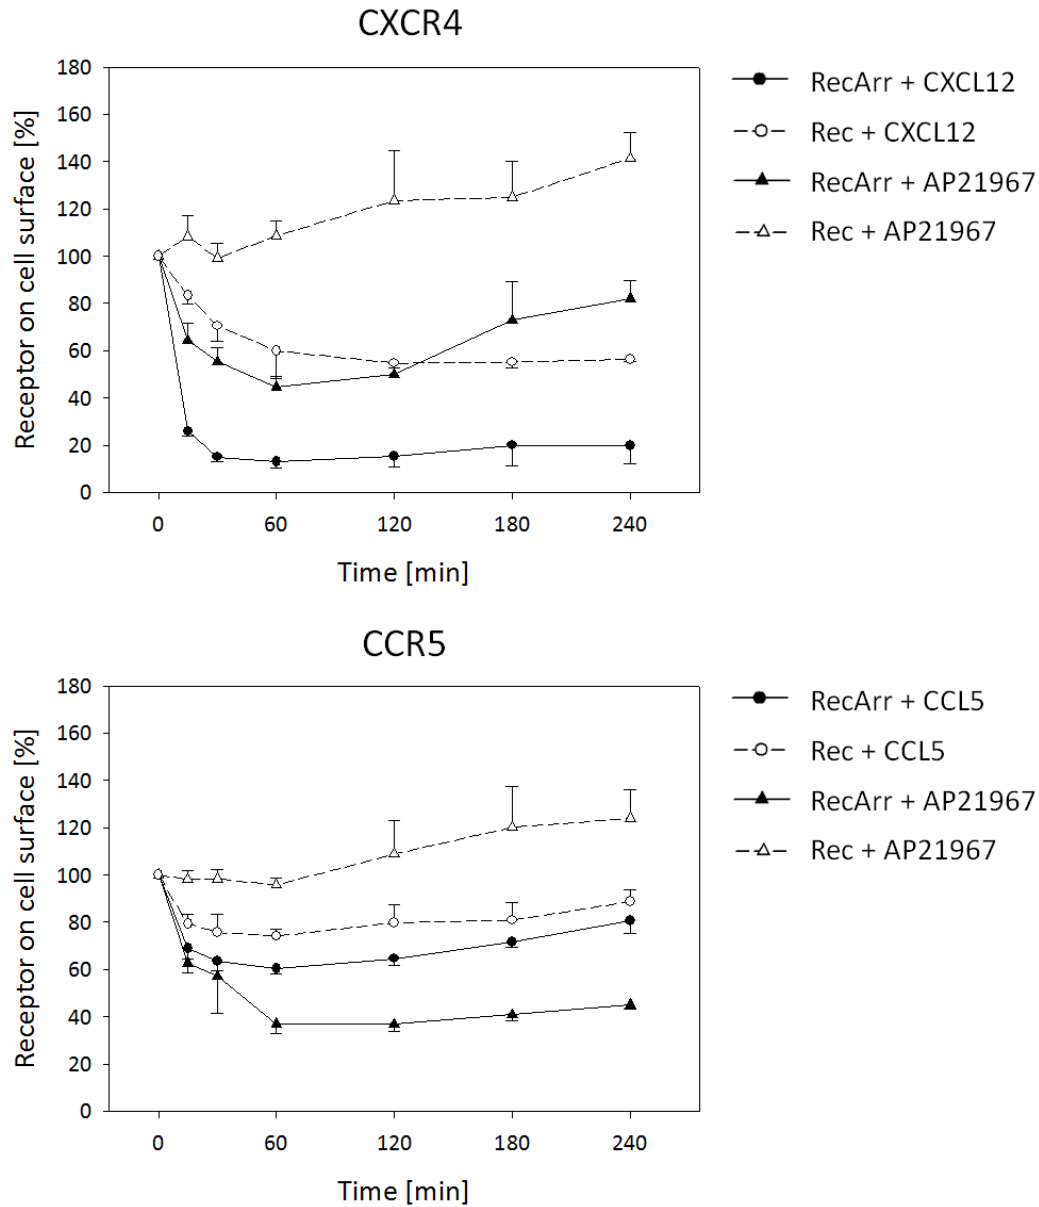 CXCR4
Receptor on cell surface [%]
180
160
140
120
100
80
60
40
20
0
0 60 120 180 240
Time [min]
RecArr + CXCL12
Rec + CXCL12
RecArr + AP21967
Rec + AP21967
CCR5
Receptor on cell surface [%]
180
160
140
120
100
80
60
40
20
0
0 60 120 180 240
Time [min]
RecArr + CCL5
Rec + CCL5
RecArr + AP21967
Rec + AP21967